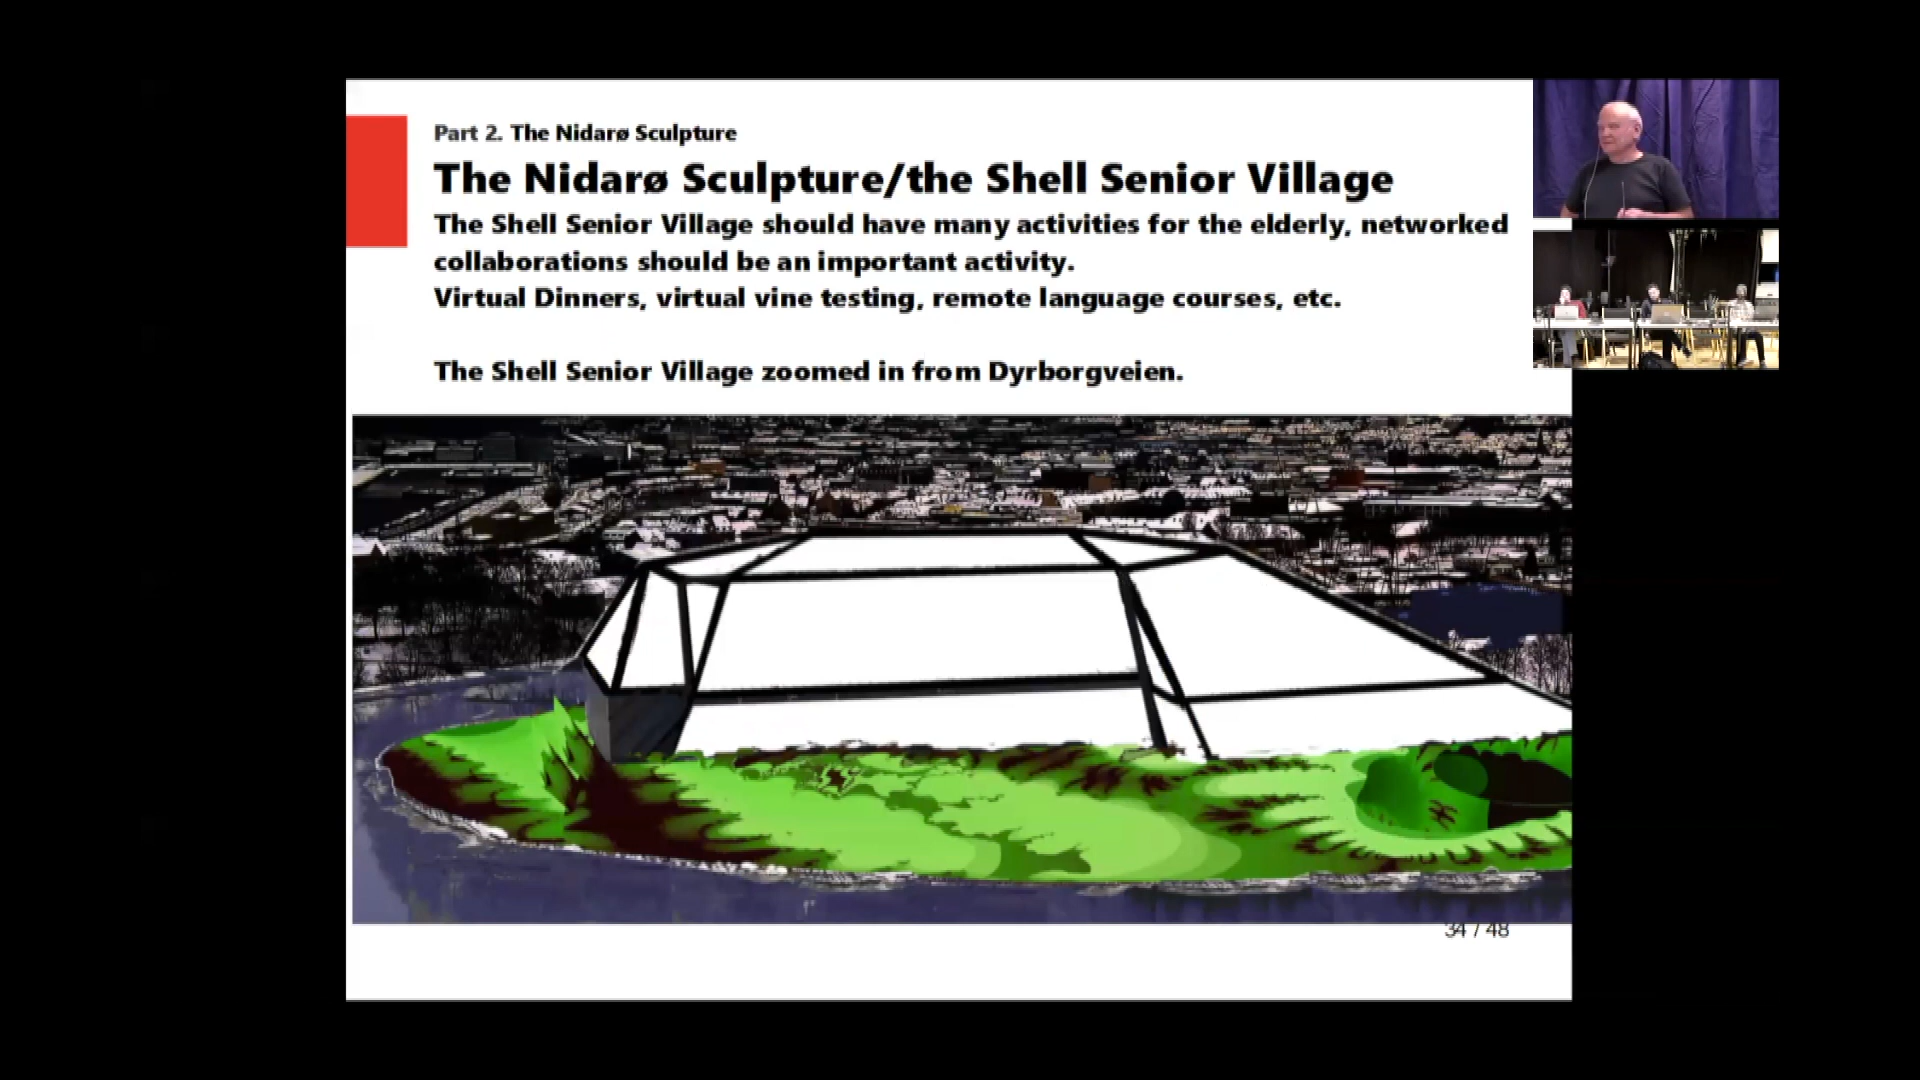 Part 2. The Nidarø Sculpture
The Nidarø Sculpture/the Shell Senior Village
The Shell Senior Village should have many activities for the elderly, networked
collaborations should be an important activity.
Virtual Dinners, virtual vine testing, remote language courses, etc.
The Shell Senior Village zoomed in from Dyrborgveien.
34 / 48